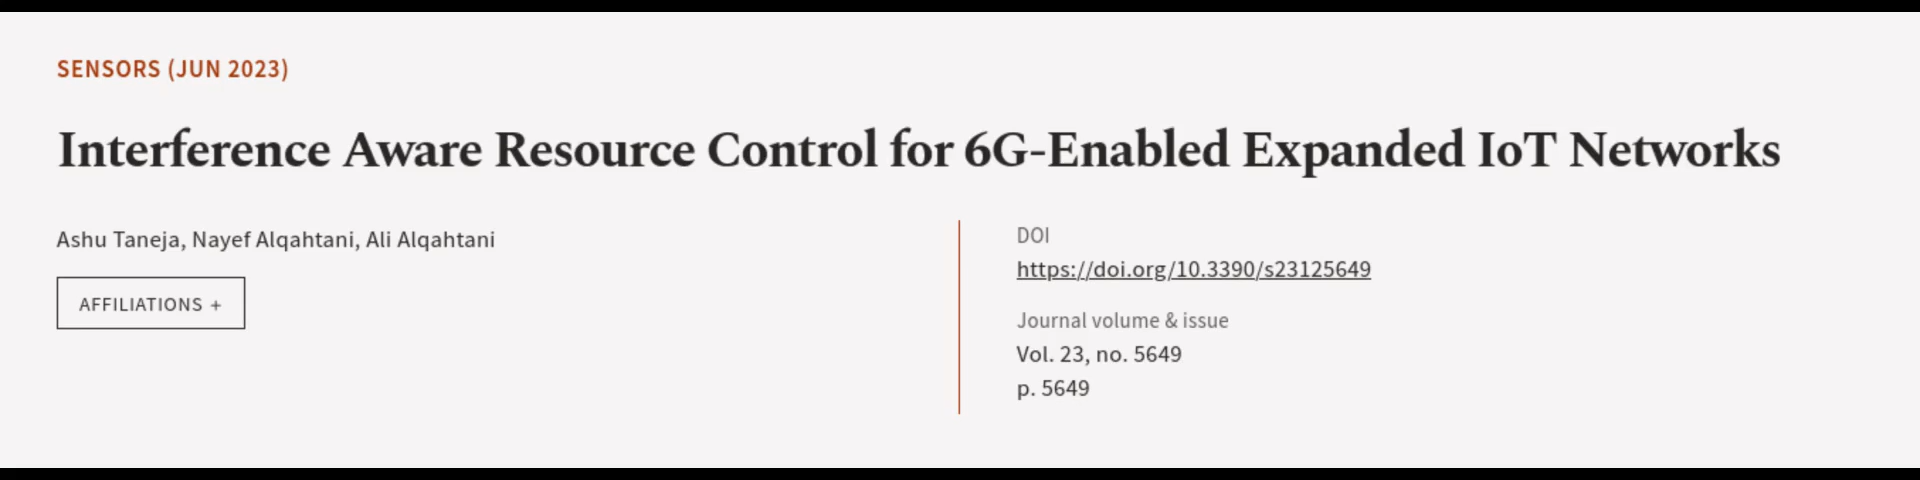 SENSORS (JUN 2023)
Interference Aware Resource Control for 6G-Enabled Expanded IoT Networks
Ashu Taneja, Nayef Alqahtani, Ali Alqahtani
AFFILIATIONS +
DOI
https://doi.org/10.3390/s23125649
Journal volume & issue
Vol. 23, no. 5649
p. 5649